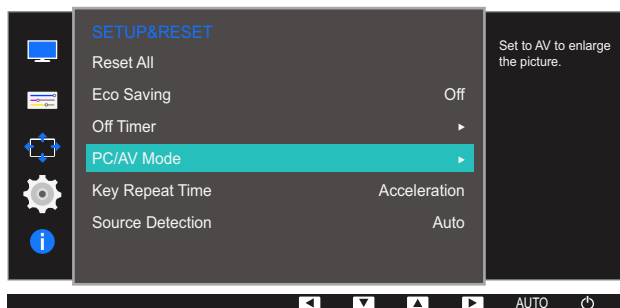 SETUP&RESET
Reset All
Eco Saving Off
Off Timer ▸
PC/AV Mode ▸
Key Repeat Time Acceleration
Source Detection Auto
Set to AV to enlarge
the picture.
AUTO